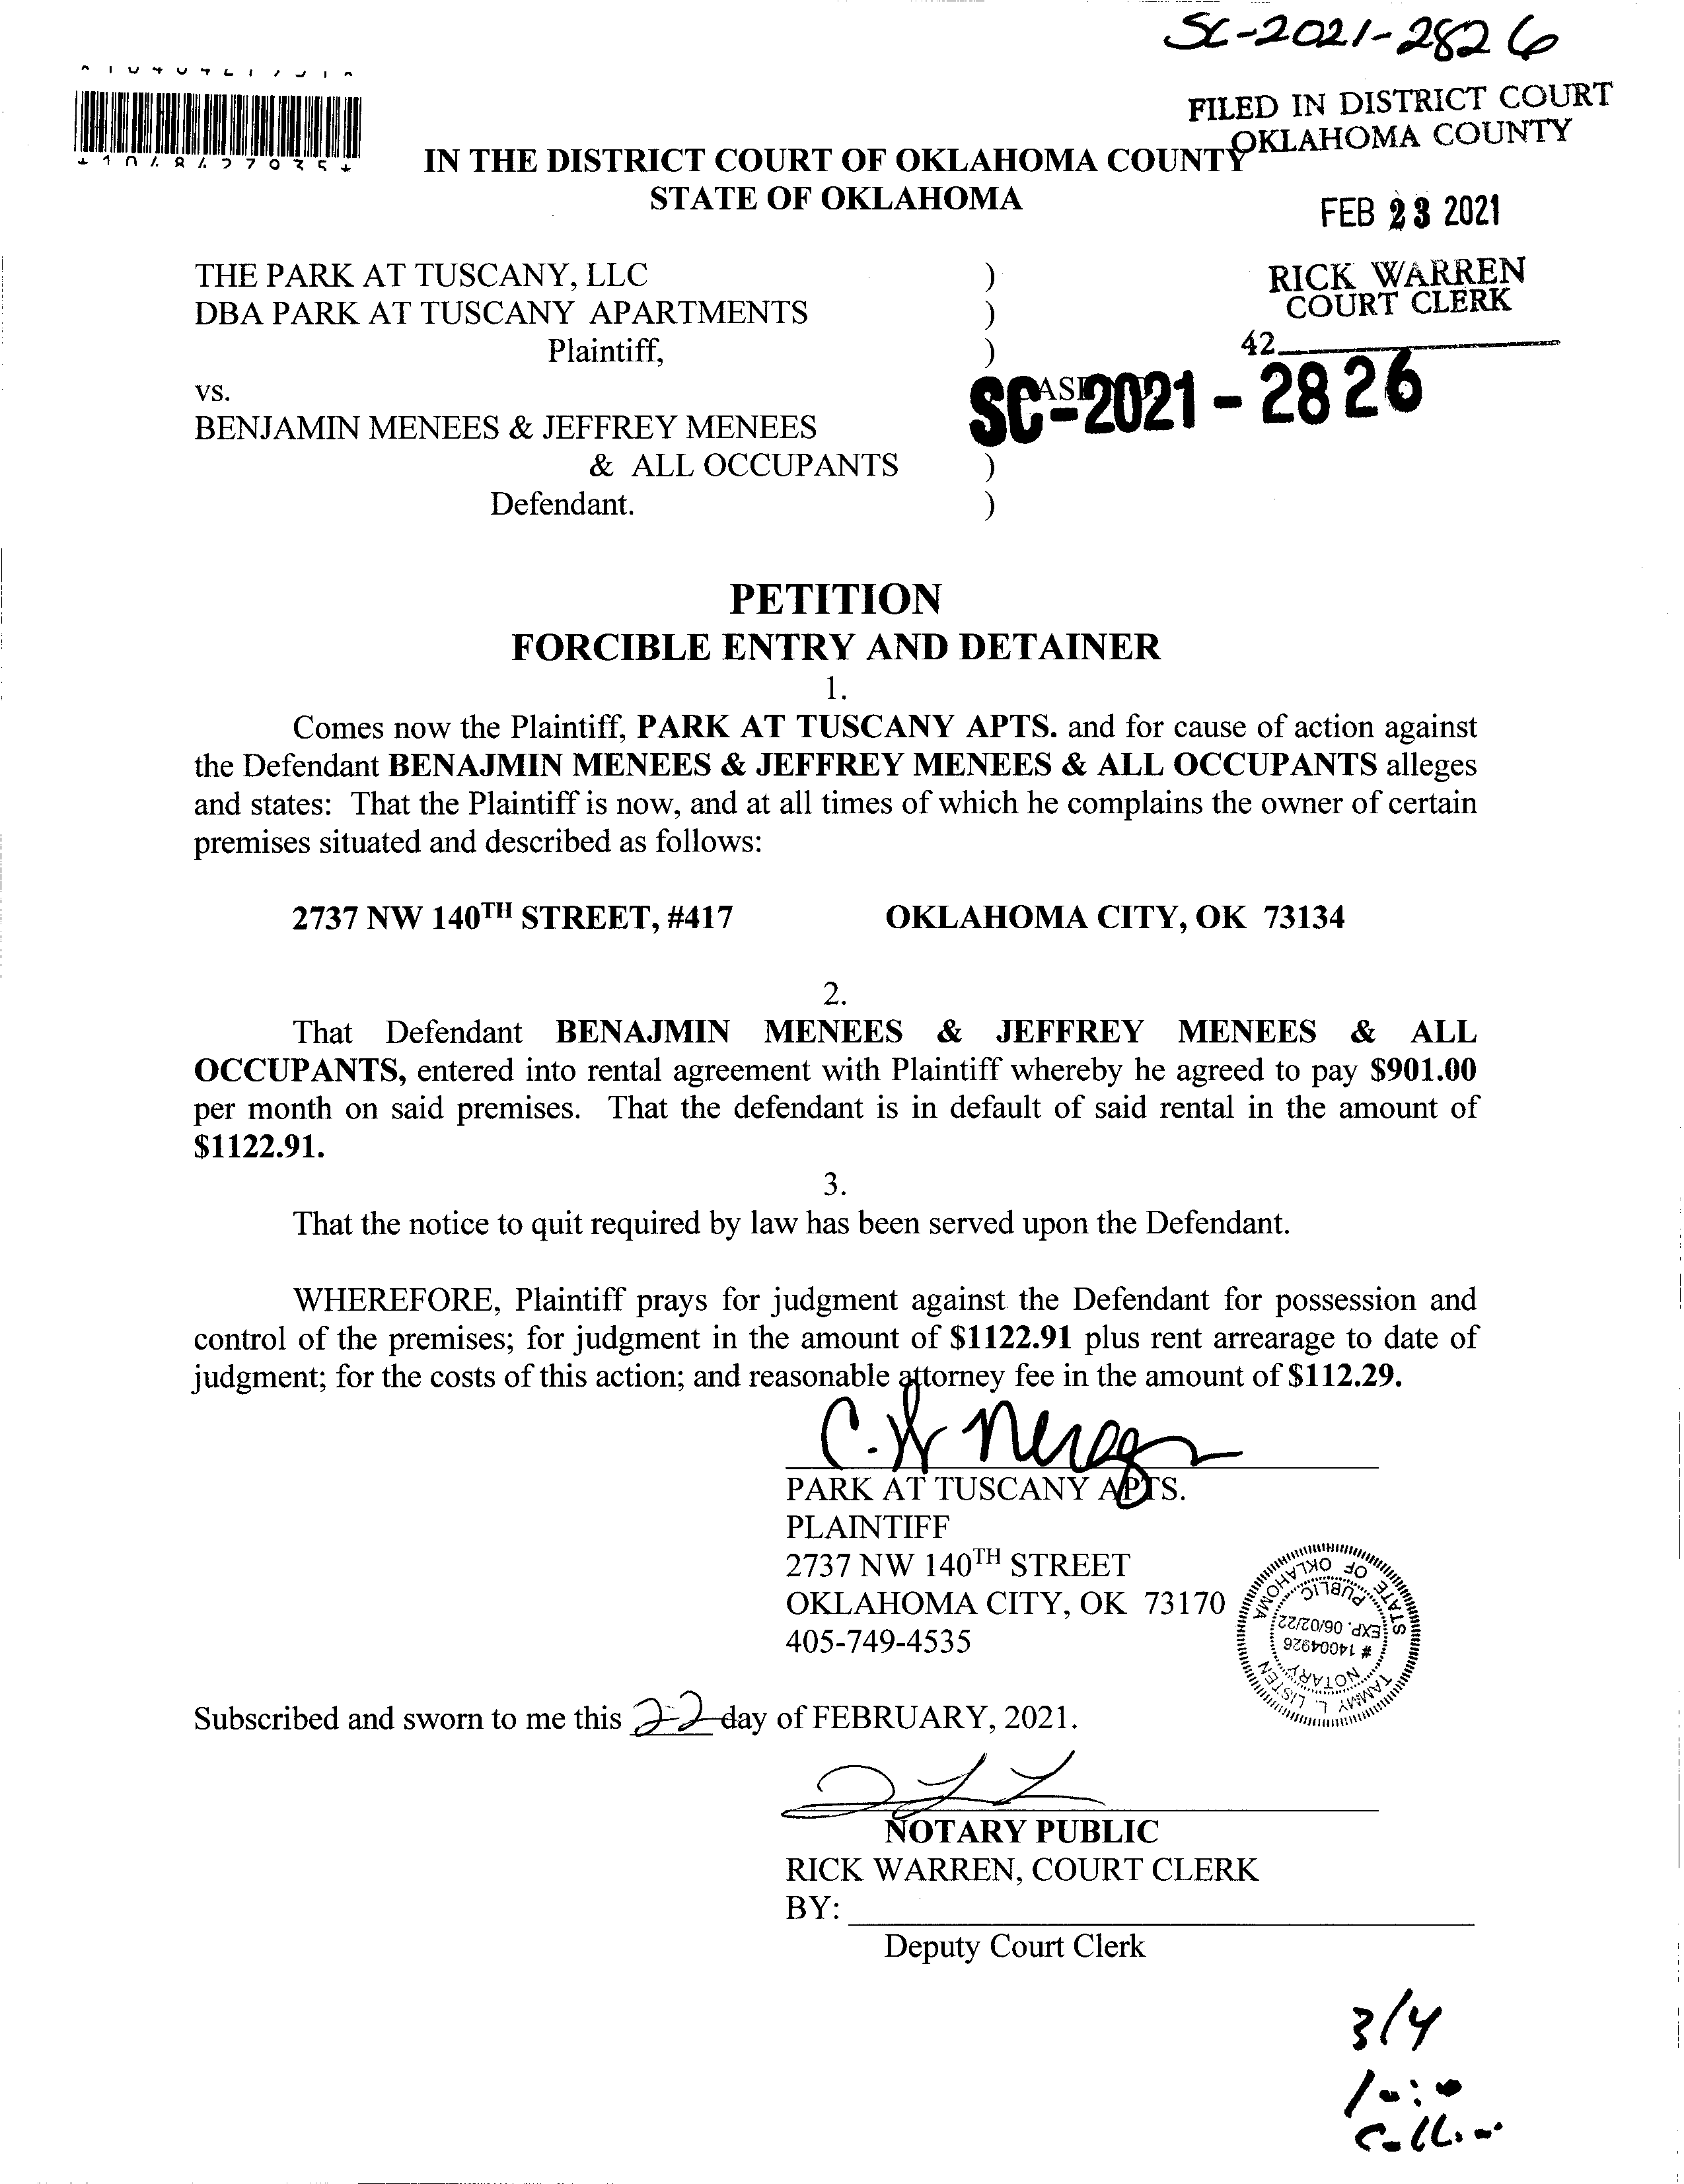 SC-2021-2826
FILED IN DISTRICT COURT
OKLAHOMA COUNTY
IN THE DISTRICT COURT OF OKLAHOMA COUNTY
STATE OF OKLAHOMA
FEB 23 2021
THE PARK AT TUSCANY, LLC )
RICK WARREN
COURT CLERK
DBA PARK AT TUSCANY APARTMENTS )
Plaintiff, )
42
vs.
SC-2021-2826
BENJAMIN MENEES & JEFFREY MENEES
& ALL OCCUPANTS )
Defendant. )
PETITION
FORCIBLE ENTRY AND DETAINER
1.
Comes now the Plaintiff, PARK AT TUSCANY APTS. and for cause of action against
the Defendant BENAJMIN MENEES & JEFFREY MENEES & ALL OCCUPANTS alleges
and states: That the Plaintiff is now, and at all times of which he complains the owner of certain
premises situated and described as follows:
2737 NW 140TH STREET, #417 OKLAHOMA CITY, OK 73134
2.
That Defendant BENAJMIN MENEES & JEFFREY MENEES & ALL
OCCUPANTS, entered into rental agreement with Plaintiff whereby he agreed to pay $901.00
per month on said premises. That the defendant is in default of said rental in the amount of
$1122.91.
3.
That the notice to quit required by law has been served upon the Defendant.
WHEREFORE, Plaintiff prays for judgment against the Defendant for possession and
control of the premises; for judgment in the amount of $1122.91 plus rent arrearage to date of
judgment; for the costs of this action; and reasonable attorney fee in the amount of $112.29.
PARK AT TUSCANY APTS.
PLAINTIFF
2737 NW 140TH STREET
OKLAHOMA CITY, OK 73170
405-749-4535
TAMMY L. LISTEN
NOTARY
# 14004926
EXP. 06/02/22
PUBLIC
STATE OF OKLAHOMA
Subscribed and sworn to me this 22 day of FEBRUARY, 2021.
NOTARY PUBLIC
RICK WARREN, COURT CLERK
BY:
Deputy Court Clerk
3/4